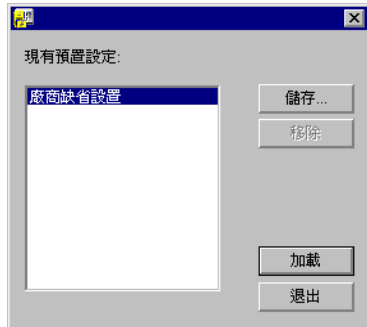 現有預置設定:
廠商缺省設置
儲存...
移除
加載
退出